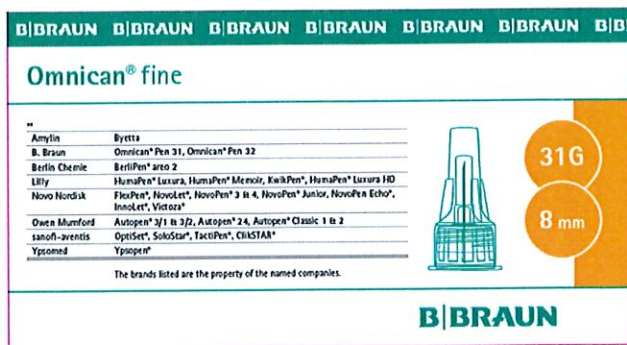 B|BRAUN B|BRAUN B|BRAUN B|BRAUN B|BRAUN B|BRAUN B|B
Omnican® fine
**
Amylin Byetta
B. Braun Omnican® Pen 31, Omnican® Pen 32
Berlin Chemie BerliPen® areo 2
Lilly HumaPen® Luxura, HumaPen® Memoir, KwikPen®, HumaPen® Luxura HD
Novo Nordisk FlexPen®, NovoLet®, NovoPen® 3 & 4, NovoPen® Junior, NovoPen Echo®,
InnoLet®, Victoza®
Owen Mumford Autopen® 3/1 & 3/2, Autopen® 24, Autopen® Classic 1 & 2
sanofi-aventis OptiSet®, SoloStar®, TactiPen®, ClikSTAR®
Ypsomed Ypsopen®
The brands listed are the property of the named companies.
31G
8 mm
B|BRAUN